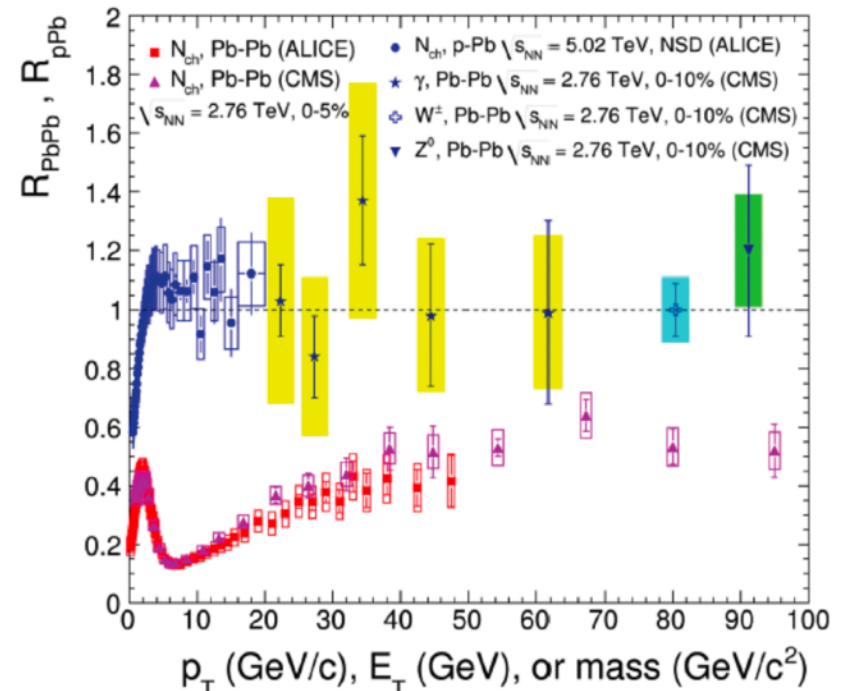 R_PbPb , R_pPb
N_ch, Pb-Pb (ALICE)
N_ch, Pb-Pb (CMS)
√s_NN = 2.76 TeV, 0-5%
N_ch, p-Pb √s_NN = 5.02 TeV, NSD (ALICE)
γ, Pb-Pb √s_NN = 2.76 TeV, 0-10% (CMS)
W^±, Pb-Pb √s_NN = 2.76 TeV, 0-10% (CMS)
Z^0, Pb-Pb √s_NN = 2.76 TeV, 0-10% (CMS)
2
1.8
1.6
1.4
1.2
1
0.8
0.6
0.4
0.2
0
0 10 20 30 40 50 60 70 80 90 100
p_T (GeV/c), E_T (GeV), or mass (GeV/c^2)